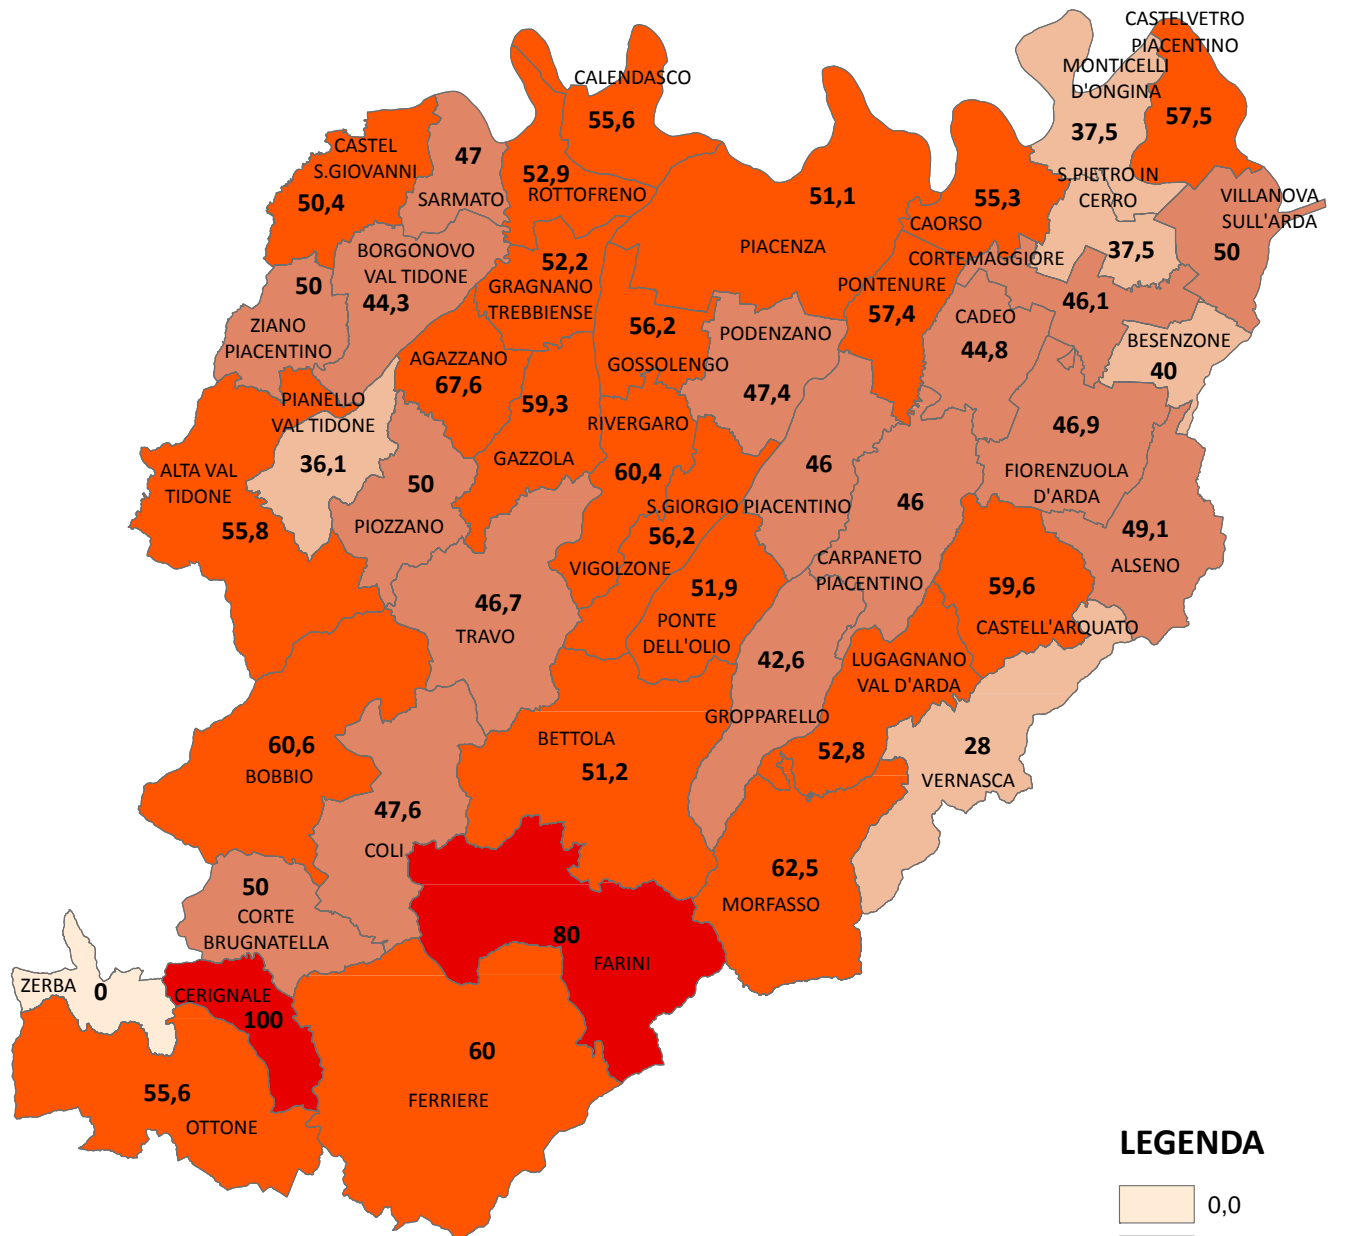 CASTELVETRO
PIACENTINO
57,5
MONTICELLI
D'ONGINA
37,5
CALENDASCO
55,6
CASTEL
S.GIOVANNI
50,4
47
SARMATO
52,9
ROTTOFRENO
51,1
PIACENZA
55,3
CAORSO
S.PIETRO IN
CERRO
37,5
VILLANOVA
SULL'ARDA
50
BORGONOVO
VAL TIDONE
44,3
52,2
GRAGNANO
TREBBIENSE
CORTEMAGGIORE
46,1
PONTENURE
57,4
50
ZIANO
PIACENTINO
56,2
GOSSOLENGO
PODENZANO
47,4
CADEO
44,8
BESENZONE
40
AGAZZANO
67,6
59,3
GAZZOLA
PIANELLO
VAL TIDONE
36,1
RIVERGARO
60,4
46,9
FIORENZUOLA
D'ARDA
ALTA VAL
TIDONE
55,8
50
PIOZZANO
46
S.GIORGIO PIACENTINO
46
CARPANETO
PIACENTINO
56,2
VIGOLZONE
49,1
ALSENO
51,9
PONTE
DELL'OLIO
59,6
CASTELL'ARQUATO
46,7
TRAVO
42,6
GROPPARELLO
LUGAGNANO
VAL D'ARDA
52,8
60,6
BOBBIO
BETTOLA
51,2
28
VERNASCA
47,6
COLI
62,5
MORFASSO
50
CORTE
BRUGNATELLA
80
FARINI
ZERBA
0
CERIGNALE
100
60
FERRIERE
55,6
OTTONE
LEGENDA
0,0